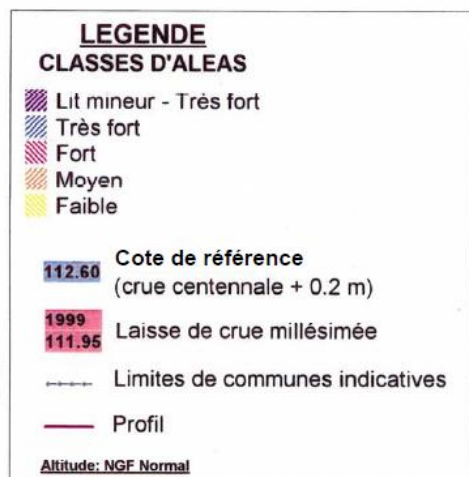 LEGENDE
CLASSES D'ALEAS
Lit mineur - Très fort
Très fort
Fort
Moyen
Faible
112.60 Cote de référence
(crue centennale + 0.2 m)
1999
111.95 Laisse de crue millésimée
Limites de communes indicatives
Profil
Altitude: NGF Normal